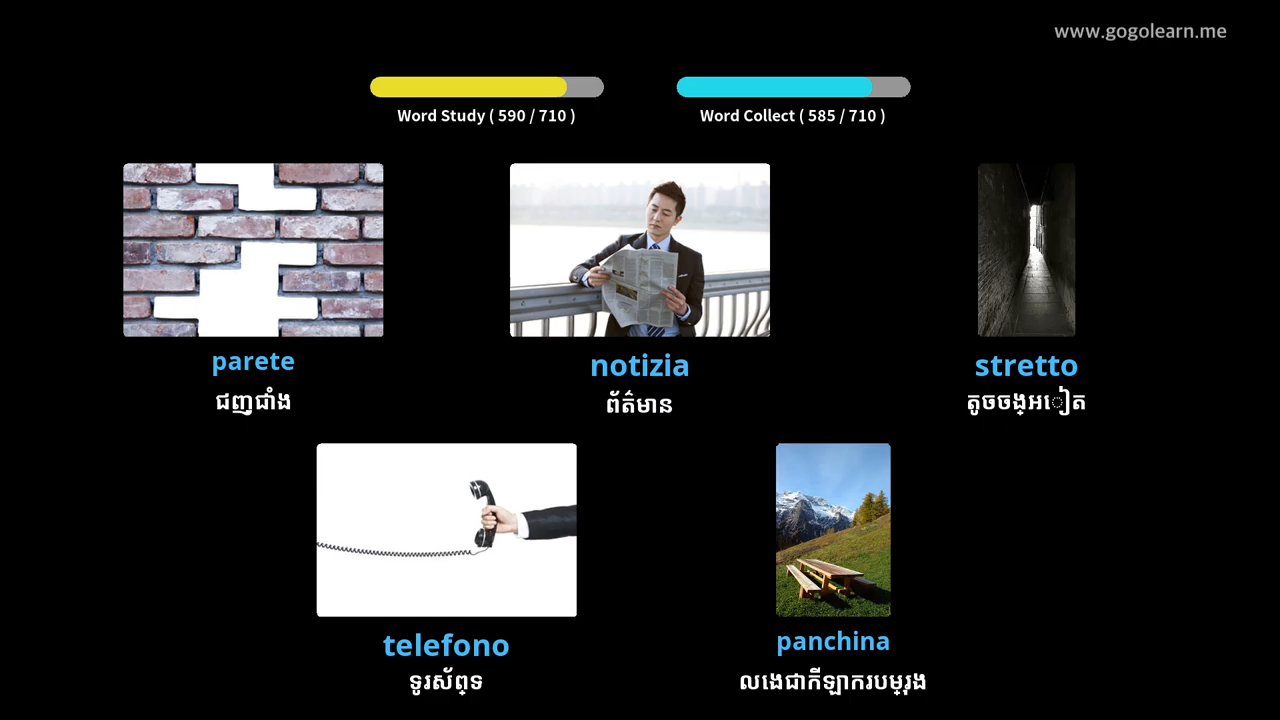 www.gogolearn.me
Word Study ( 590 / 710 )
Word Collect ( 585 / 710 )
parete
ជញ្ជាំង
notizia
ព័ត៌មាន
stretto
តូចចង្អៀត
telefono
ទូរស័ព្ទ
panchina
លេងជាកីឡាករបម្រុង